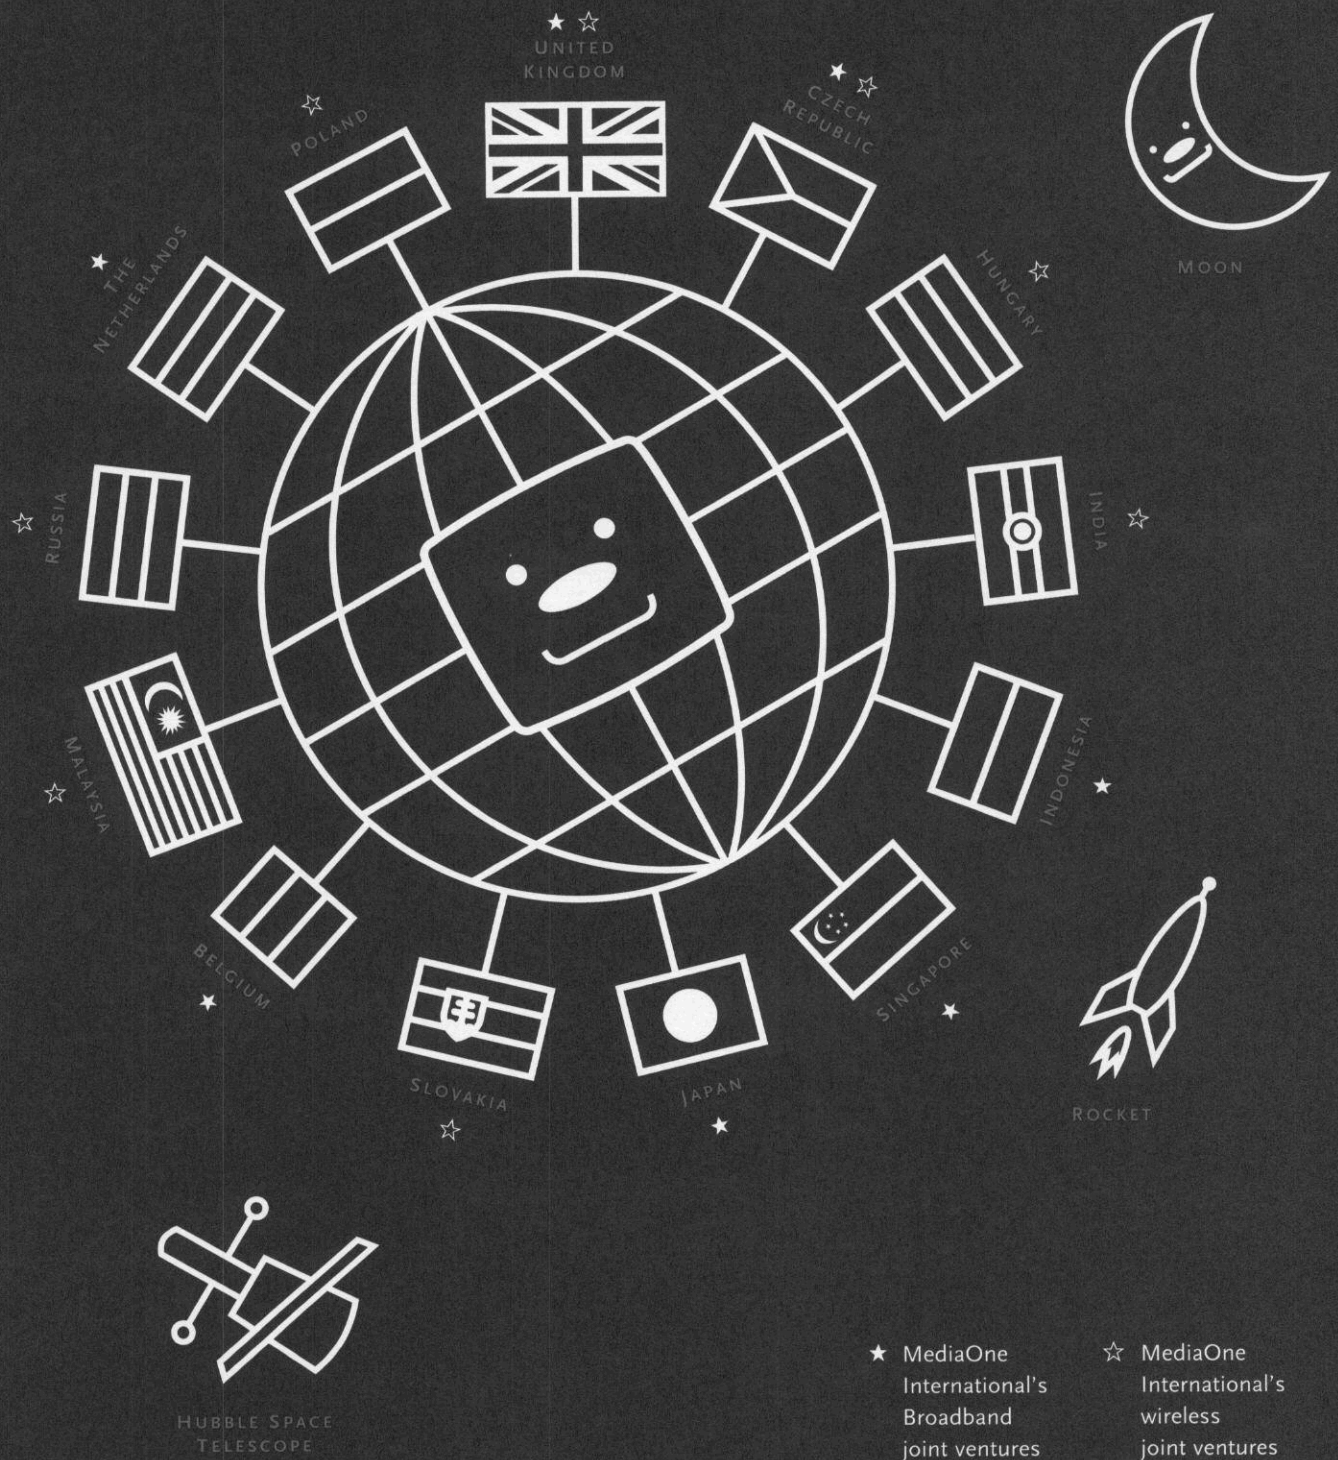 ★ ☆
UNITED
KINGDOM
★ ☆
CZECH
REPUBLIC
☆
POLAND
MOON
HUNGARY
☆
★
THE
NETHERLANDS
INDIA
☆
☆
RUSSIA
INDONESIA
★
MALAYSIA
☆
SINGAPORE
★
BELGIUM
★
JAPAN
★
SLOVAKIA
☆
ROCKET
HUBBLE SPACE
TELESCOPE
★ MediaOne
International's
Broadband
joint ventures
☆ MediaOne
International's
wireless
joint ventures